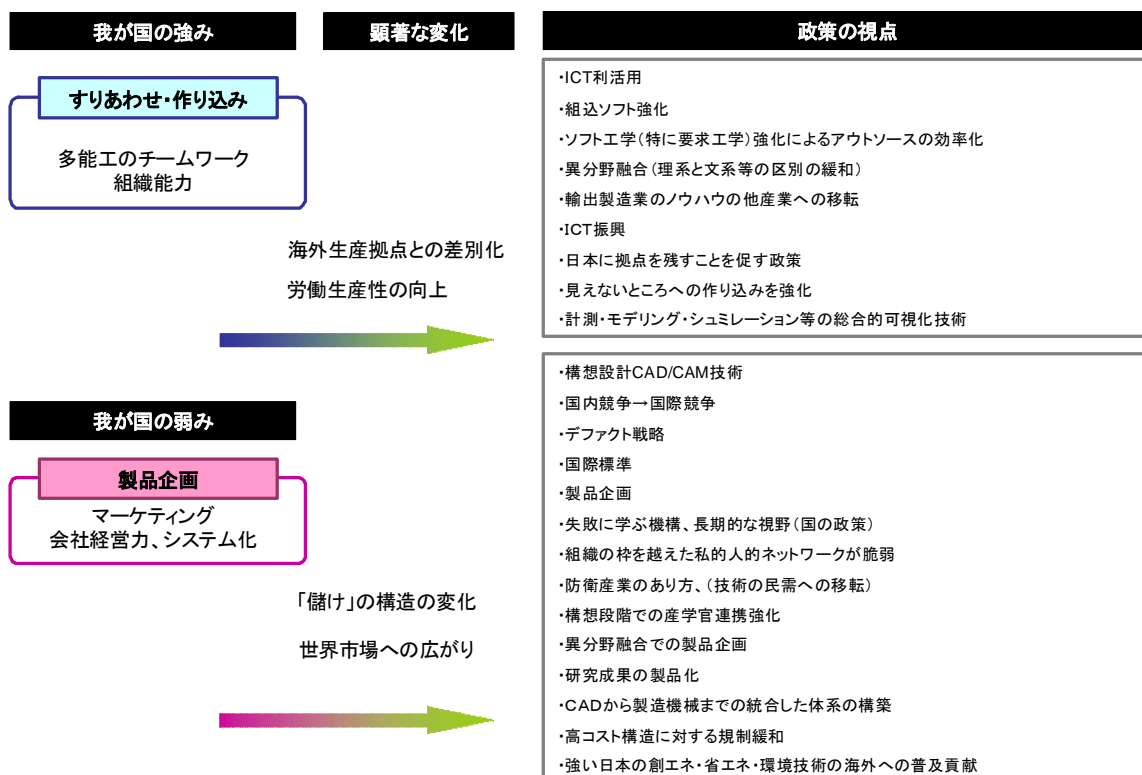 我が国の強み
顕著な変化
政策の視点
すりあわせ・作り込み
多能工のチームワーク
組織能力
海外生産拠点との差別化
労働生産性の向上
・ICT利活用
・組込ソフト強化
・ソフト工学(特に要求工学)強化によるアウトソースの効率化
・異分野融合(理系と文系等の区別の緩和)
・輸出製造業のノウハウの他産業への移転
・ICT振興
・日本に拠点を残すことを促す政策
・見えないところへの作り込みを強化
・計測・モデリング・シュミレーション等の総合的可視化技術
我が国の弱み
製品企画
マーケティング
会社経営力、システム化
「儲け」の構造の変化
世界市場への広がり
・構想設計CAD/CAM技術
・国内競争→国際競争
・デファクト戦略
・国際標準
・製品企画
・失敗に学ぶ機構、長期的な視野(国の政策)
・組織の枠を越えた私的人的ネットワークが脆弱
・防衛産業のあり方、(技術の民需への移転)
・構想段階での産学官連携強化
・異分野融合での製品企画
・研究成果の製品化
・CADから製造機械までの統合した体系の構築
・高コスト構造に対する規制緩和
・強い日本の創エネ・省エネ・環境技術の海外への普及貢献